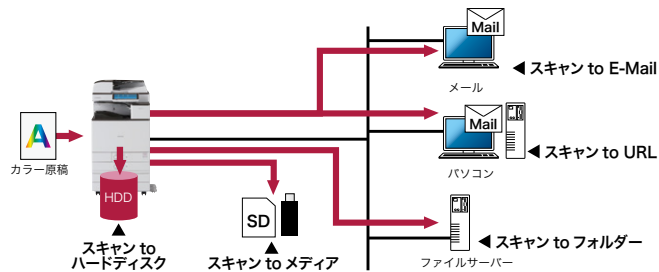 Mail
メール
◀ スキャン to E-Mail
A
カラー原稿
Mail
パソコン
◀ スキャン to URL
HDD
▲
スキャン to
ハードディスク
SD
▲
スキャン to メディア
ファイルサーバー
◀ スキャン to フォルダー